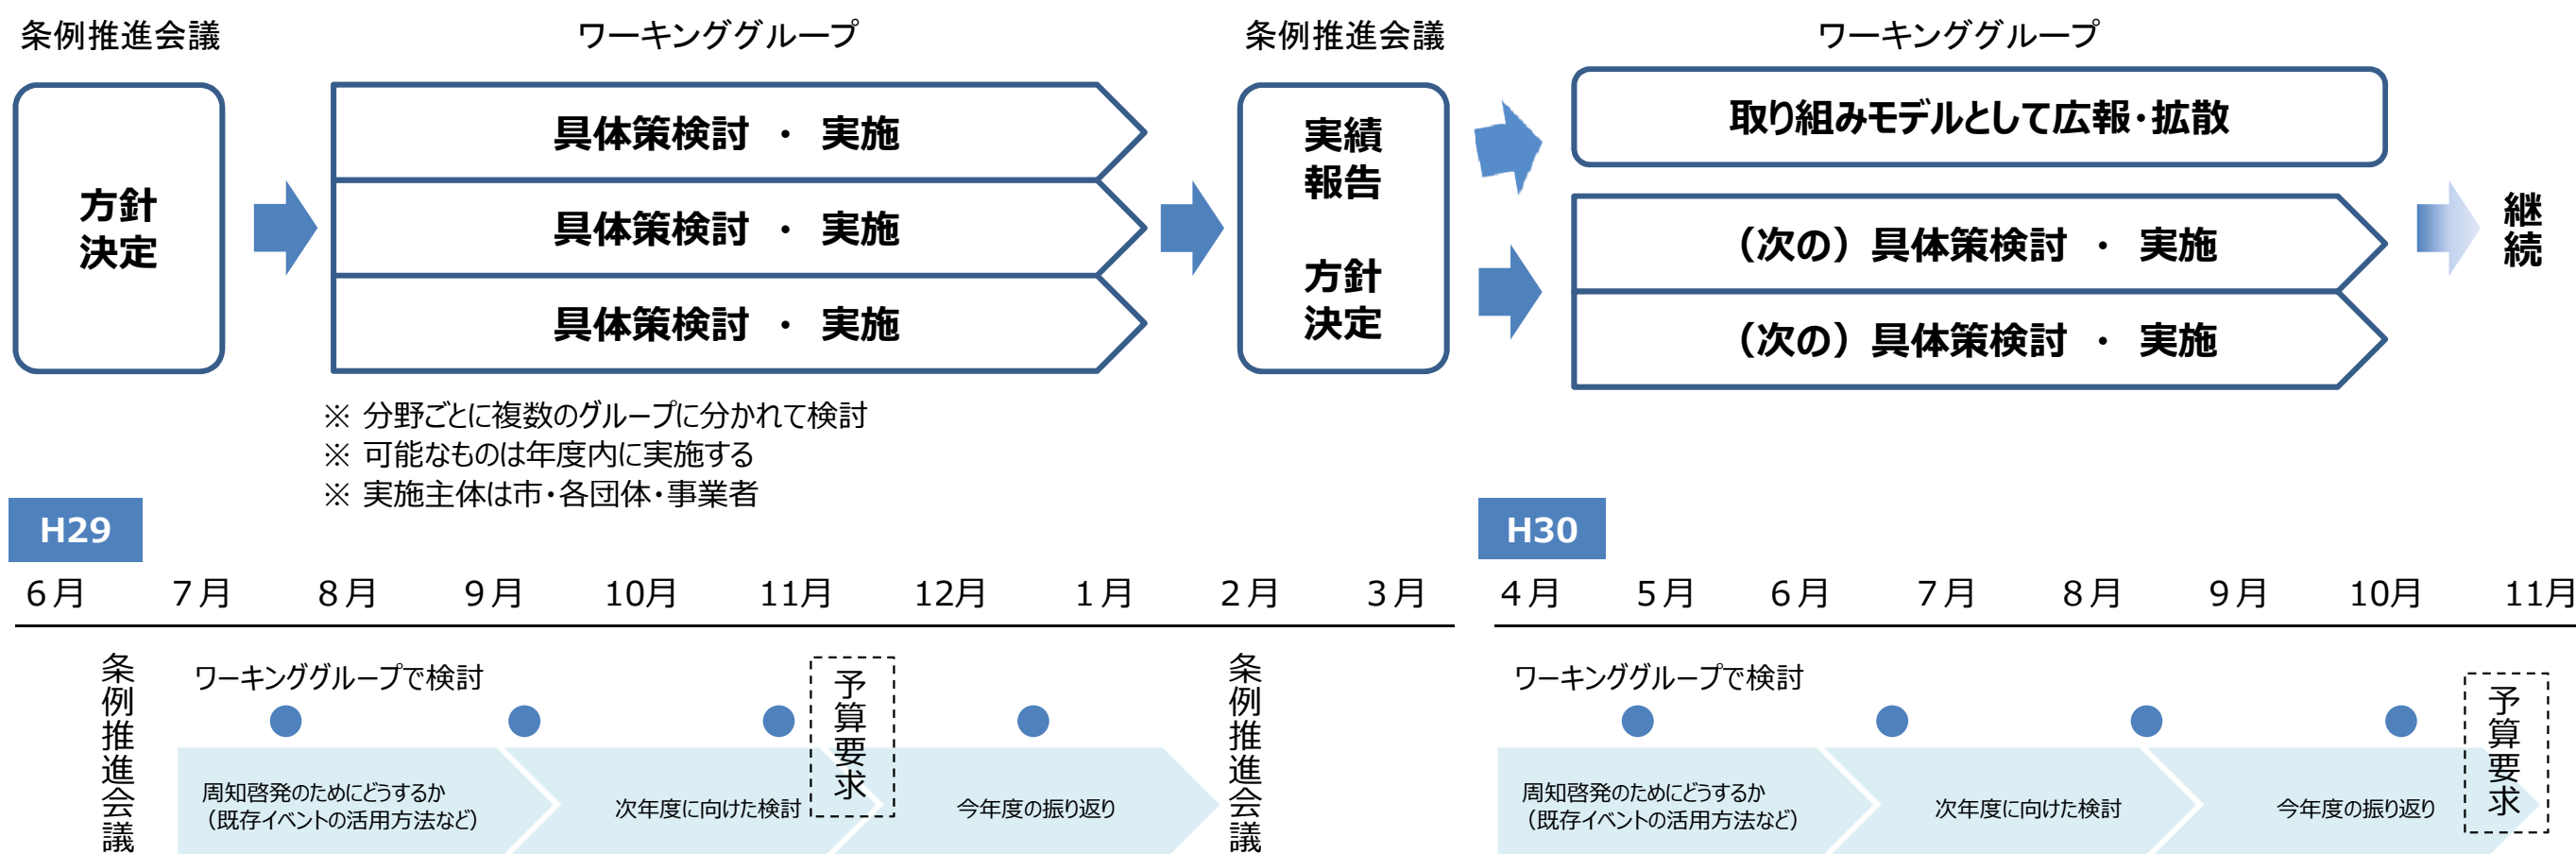 条例推進会議
ワーキンググループ
条例推進会議
ワーキンググループ
方針
決定
具体策検討 ・ 実施
具体策検討 ・ 実施
具体策検討 ・ 実施
実績
報告
方針
決定
取り組みモデルとして広報・拡散
（次の）具体策検討 ・ 実施
（次の）具体策検討 ・ 実施
継続
※ 分野ごとに複数のグループに分かれて検討
※ 可能なものは年度内に実施する
※ 実施主体は市・各団体・事業者
H29
H30
6月 7月 8月 9月 10月 11月 12月 1月 2月 3月
4月 5月 6月 7月 8月 9月 10月 11月
条例推進会議
ワーキンググループで検討
予算要求
周知啓発のためにどうするか
（既存イベントの活用方法など）
次年度に向けた検討
今年度の振り返り
条例推進会議
ワーキンググループで検討
予算要求
周知啓発のためにどうするか
（既存イベントの活用方法など）
次年度に向けた検討
今年度の振り返り